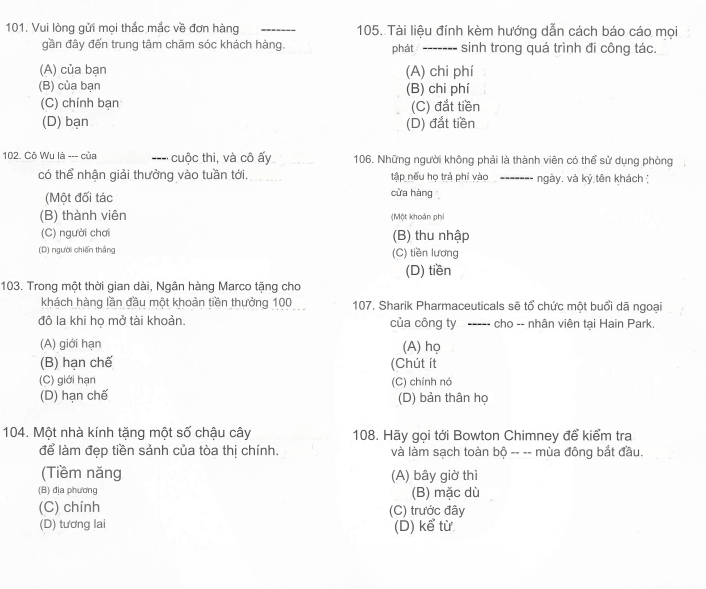 101. Vui lòng gửi mọi thắc mắc về đơn hàng -------
gần đây đến trung tâm chăm sóc khách hàng.
(A) của bạn
(B) của bạn
(C) chính bạn
(D) bạn
102. Cô Wu là --- của ---- cuộc thi, và cô ấy
có thể nhận giải thưởng vào tuần tới.
(Một đối tác
(B) thành viên
(C) người chơi
(D) người chiến thắng
103. Trong một thời gian dài, Ngân hàng Marco tặng cho
khách hàng lần đầu một khoản tiền thưởng 100
đô la khi họ mở tài khoản.
(A) giới hạn
(B) hạn chế
(C) giới hạn
(D) hạn chế
104. Một nhà kính tặng một số chậu cây
để làm đẹp tiền sảnh của tòa thị chính.
(Tiềm năng
(B) địa phương
(C) chính
(D) tương lai
105. Tài liệu đính kèm hướng dẫn cách báo cáo mọi
phát ------- sinh trong quá trình đi công tác.
(A) chi phí
(B) chi phí
(C) đắt tiền
(D) đắt tiền
106. Những người không phải là thành viên có thể sử dụng phòng
tập nếu họ trả phí vào ------- ngày. và ký tên khách :
cửa hàng
(Một khoản phí
(B) thu nhập
(C) tiền lương
(D) tiền
107. Sharik Pharmaceuticals sẽ tổ chức một buổi dã ngoại
của công ty ----- cho -- nhân viên tại Hain Park.
(A) họ
(Chút ít
(C) chính nó
(D) bản thân họ
108. Hãy gọi tới Bowton Chimney để kiểm tra
và làm sạch toàn bộ -- -- mùa đông bắt đầu.
(A) bây giờ thì
(B) mặc dù
(C) trước đây
(D) kể từ